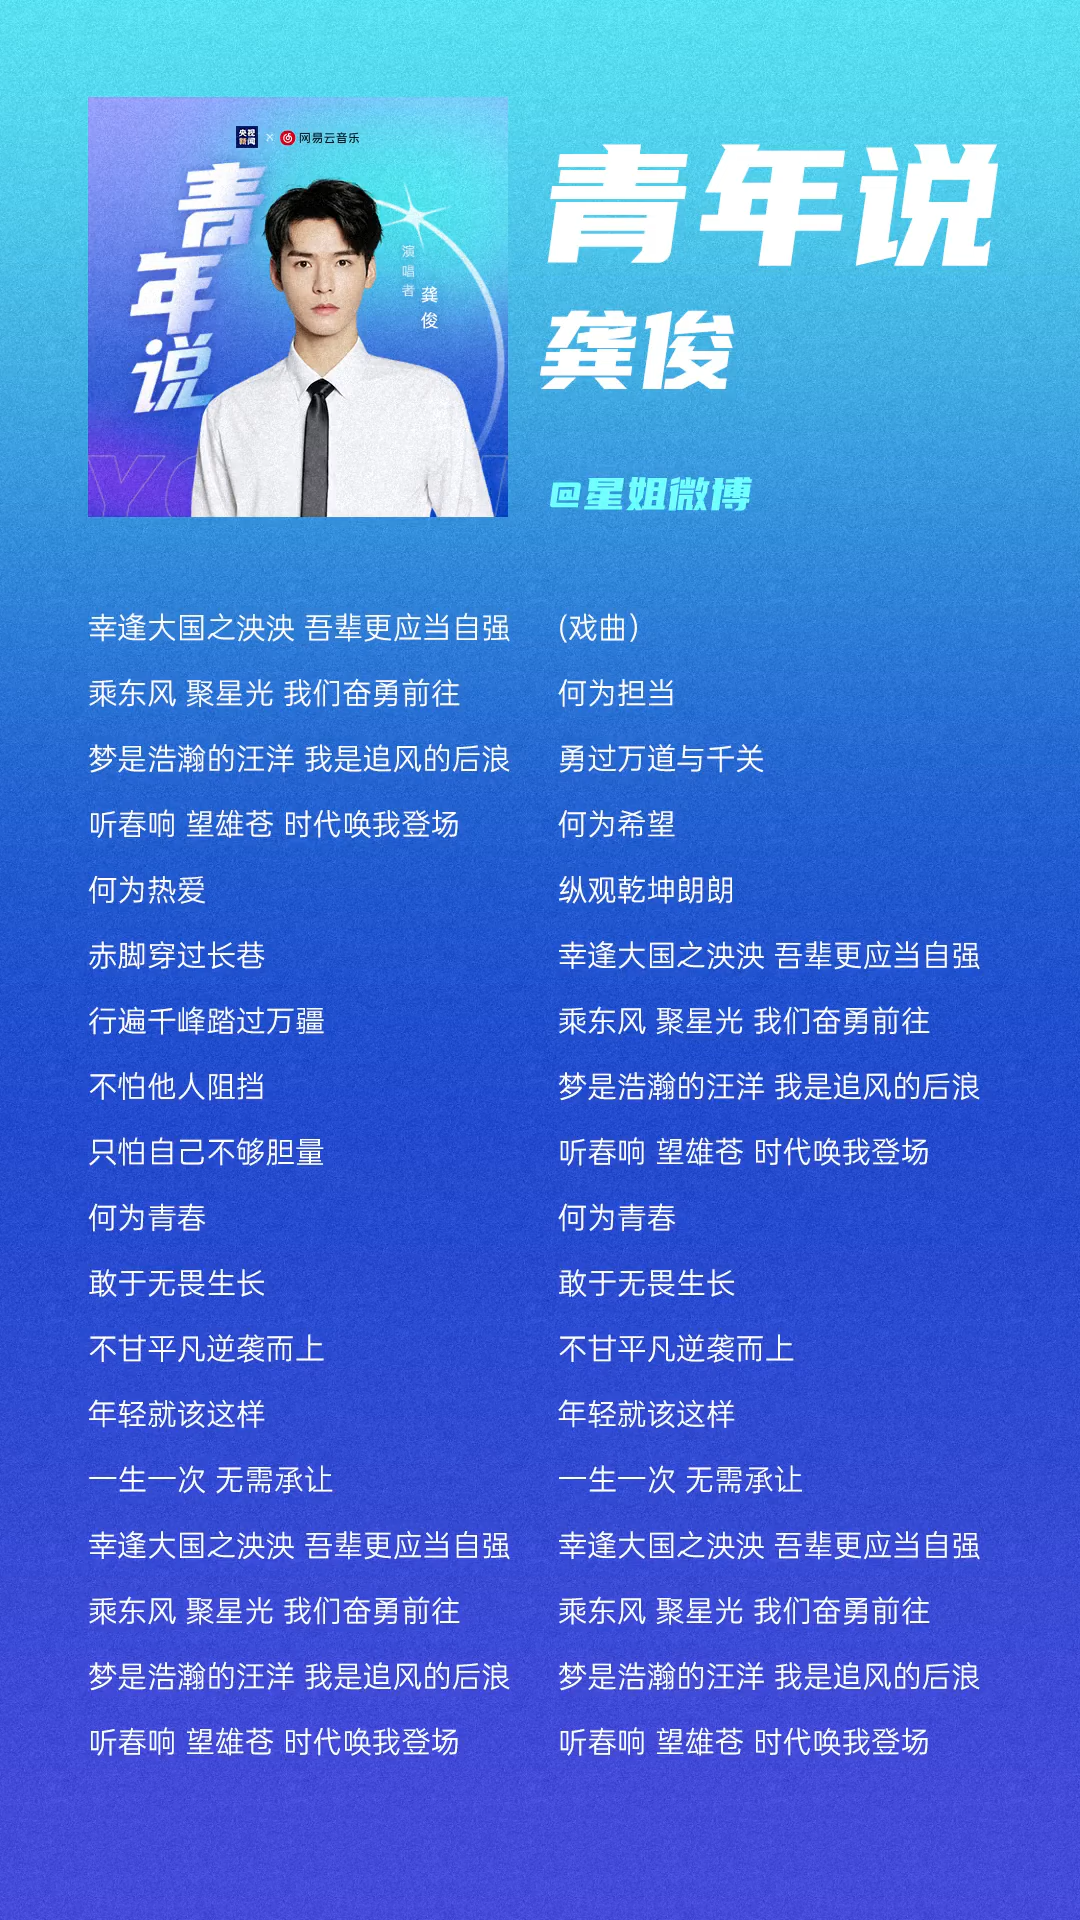 央视新闻 × 网易云音乐
青年说
演唱者 龚俊
YO
青年说
龚俊
@星姐微博
幸逢大国之泱泱 吾辈更应当自强
乘东风 聚星光 我们奋勇前往
梦是浩瀚的汪洋 我是追风的后浪
听春响 望雄苍 时代唤我登场
何为热爱
赤脚穿过长巷
行遍千峰踏过万疆
不怕他人阻挡
只怕自己不够胆量
何为青春
敢于无畏生长
不甘平凡逆袭而上
年轻就该这样
一生一次 无需承让
幸逢大国之泱泱 吾辈更应当自强
乘东风 聚星光 我们奋勇前往
梦是浩瀚的汪洋 我是追风的后浪
听春响 望雄苍 时代唤我登场
(戏曲)
何为担当
勇过万道与千关
何为希望
纵观乾坤朗朗
幸逢大国之泱泱 吾辈更应当自强
乘东风 聚星光 我们奋勇前往
梦是浩瀚的汪洋 我是追风的后浪
听春响 望雄苍 时代唤我登场
何为青春
敢于无畏生长
不甘平凡逆袭而上
年轻就该这样
一生一次 无需承让
幸逢大国之泱泱 吾辈更应当自强
乘东风 聚星光 我们奋勇前往
梦是浩瀚的汪洋 我是追风的后浪
听春响 望雄苍 时代唤我登场